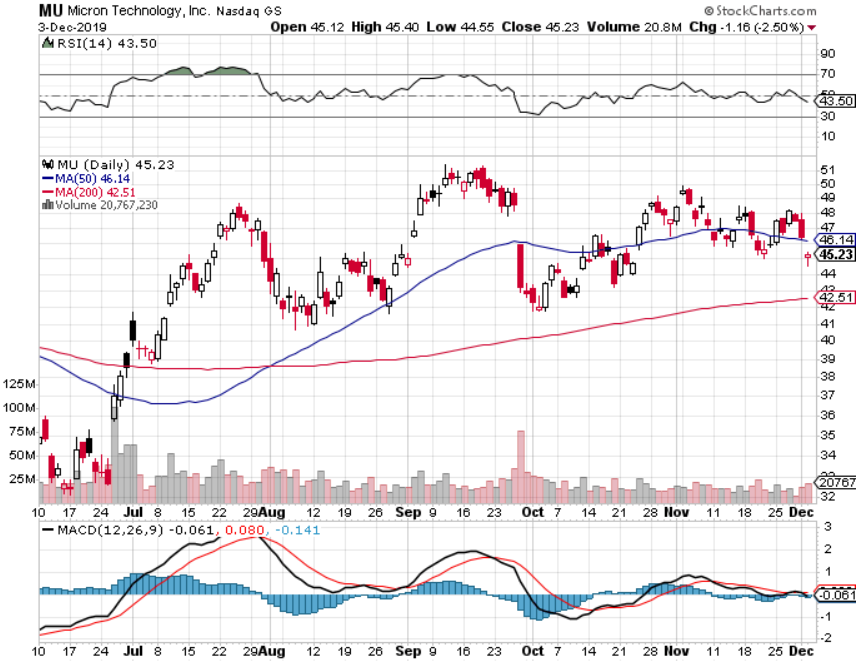 MU Micron Technology, Inc. Nasdaq GS © StockCharts.com
3-Dec-2019 Open 45.12 High 45.40 Low 44.55 Close 45.23 Volume 20.8M Chg -1.16 (-2.50%)
RSI(14) 43.50
90
70
50
43.50
30
10
MU (Daily) 45.23
MA(50) 46.14
MA(200) 42.51
Volume 20,767,230
51
50
49
48
47
46.14
45.23
44
43
42.51
42
41
40
39
38
37
36
35
34
33
32
125M
100M
75M
50M
25M
20767
10 17 24 Jul 8 15 22 29 Aug 12 19 26 Sep 9 16 23 Oct 7 14 21 28 Nov 11 18 25 Dec
MACD(12,26,9) -0.061, 0.080, -0.141
3
2
1
-0.061
-1
-2
10 17 24 Jul 8 15 22 29 Aug 12 19 26 Sep 9 16 23 Oct 7 14 21 28 Nov 11 18 25 Dec